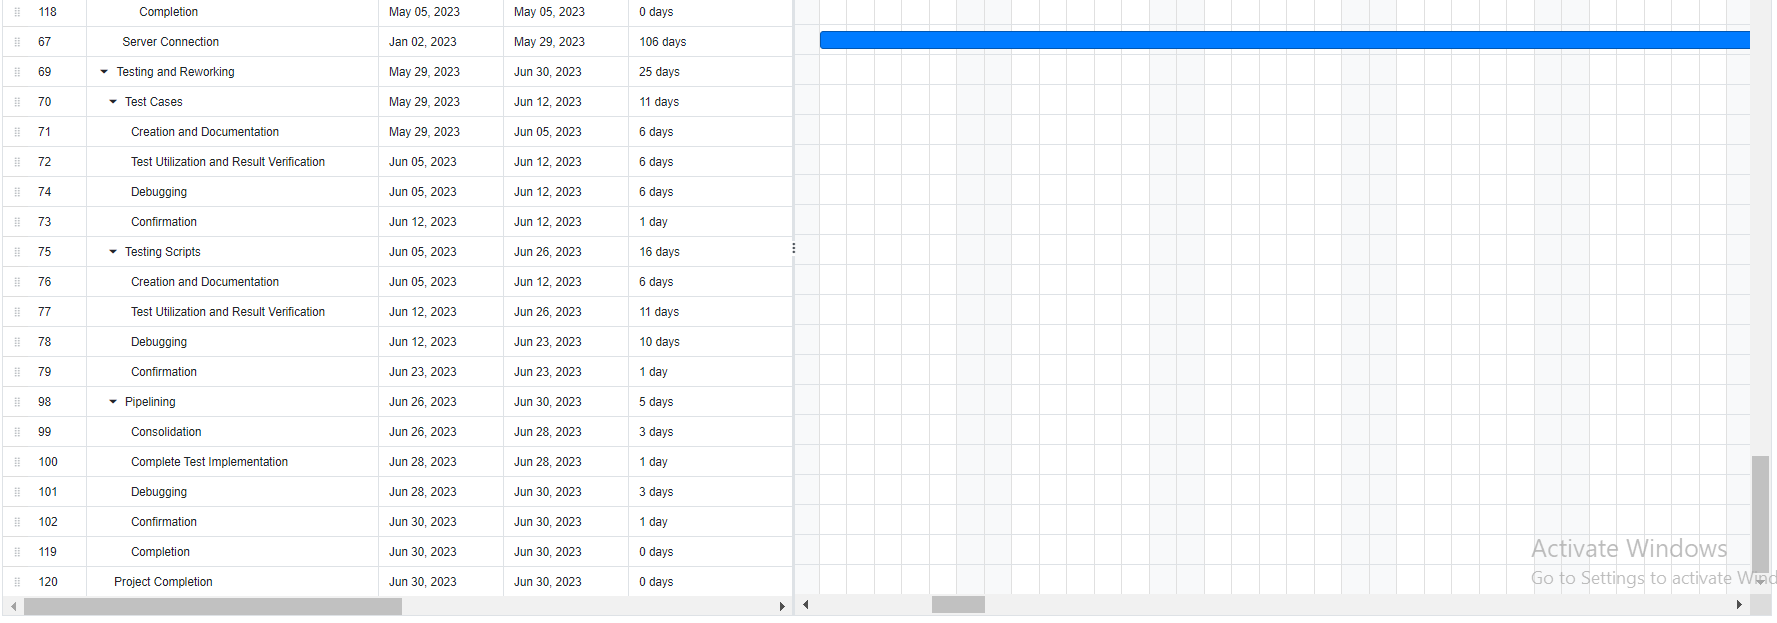 118 Completion May 05, 2023 May 05, 2023 0 days
67 Server Connection Jan 02, 2023 May 29, 2023 106 days
69 Testing and Reworking May 29, 2023 Jun 30, 2023 25 days
70 Test Cases May 29, 2023 Jun 12, 2023 11 days
71 Creation and Documentation May 29, 2023 Jun 05, 2023 6 days
72 Test Utilization and Result Verification Jun 05, 2023 Jun 12, 2023 6 days
74 Debugging Jun 05, 2023 Jun 12, 2023 6 days
73 Confirmation Jun 12, 2023 Jun 12, 2023 1 day
75 Testing Scripts Jun 05, 2023 Jun 26, 2023 16 days
76 Creation and Documentation Jun 05, 2023 Jun 12, 2023 6 days
77 Test Utilization and Result Verification Jun 12, 2023 Jun 26, 2023 11 days
78 Debugging Jun 12, 2023 Jun 23, 2023 10 days
79 Confirmation Jun 23, 2023 Jun 23, 2023 1 day
98 Pipelining Jun 26, 2023 Jun 30, 2023 5 days
99 Consolidation Jun 26, 2023 Jun 28, 2023 3 days
100 Complete Test Implementation Jun 28, 2023 Jun 28, 2023 1 day
101 Debugging Jun 28, 2023 Jun 30, 2023 3 days
102 Confirmation Jun 30, 2023 Jun 30, 2023 1 day
119 Completion Jun 30, 2023 Jun 30, 2023 0 days
120 Project Completion Jun 30, 2023 Jun 30, 2023 0 days
Activate Windows
Go to Settings to activate Wind